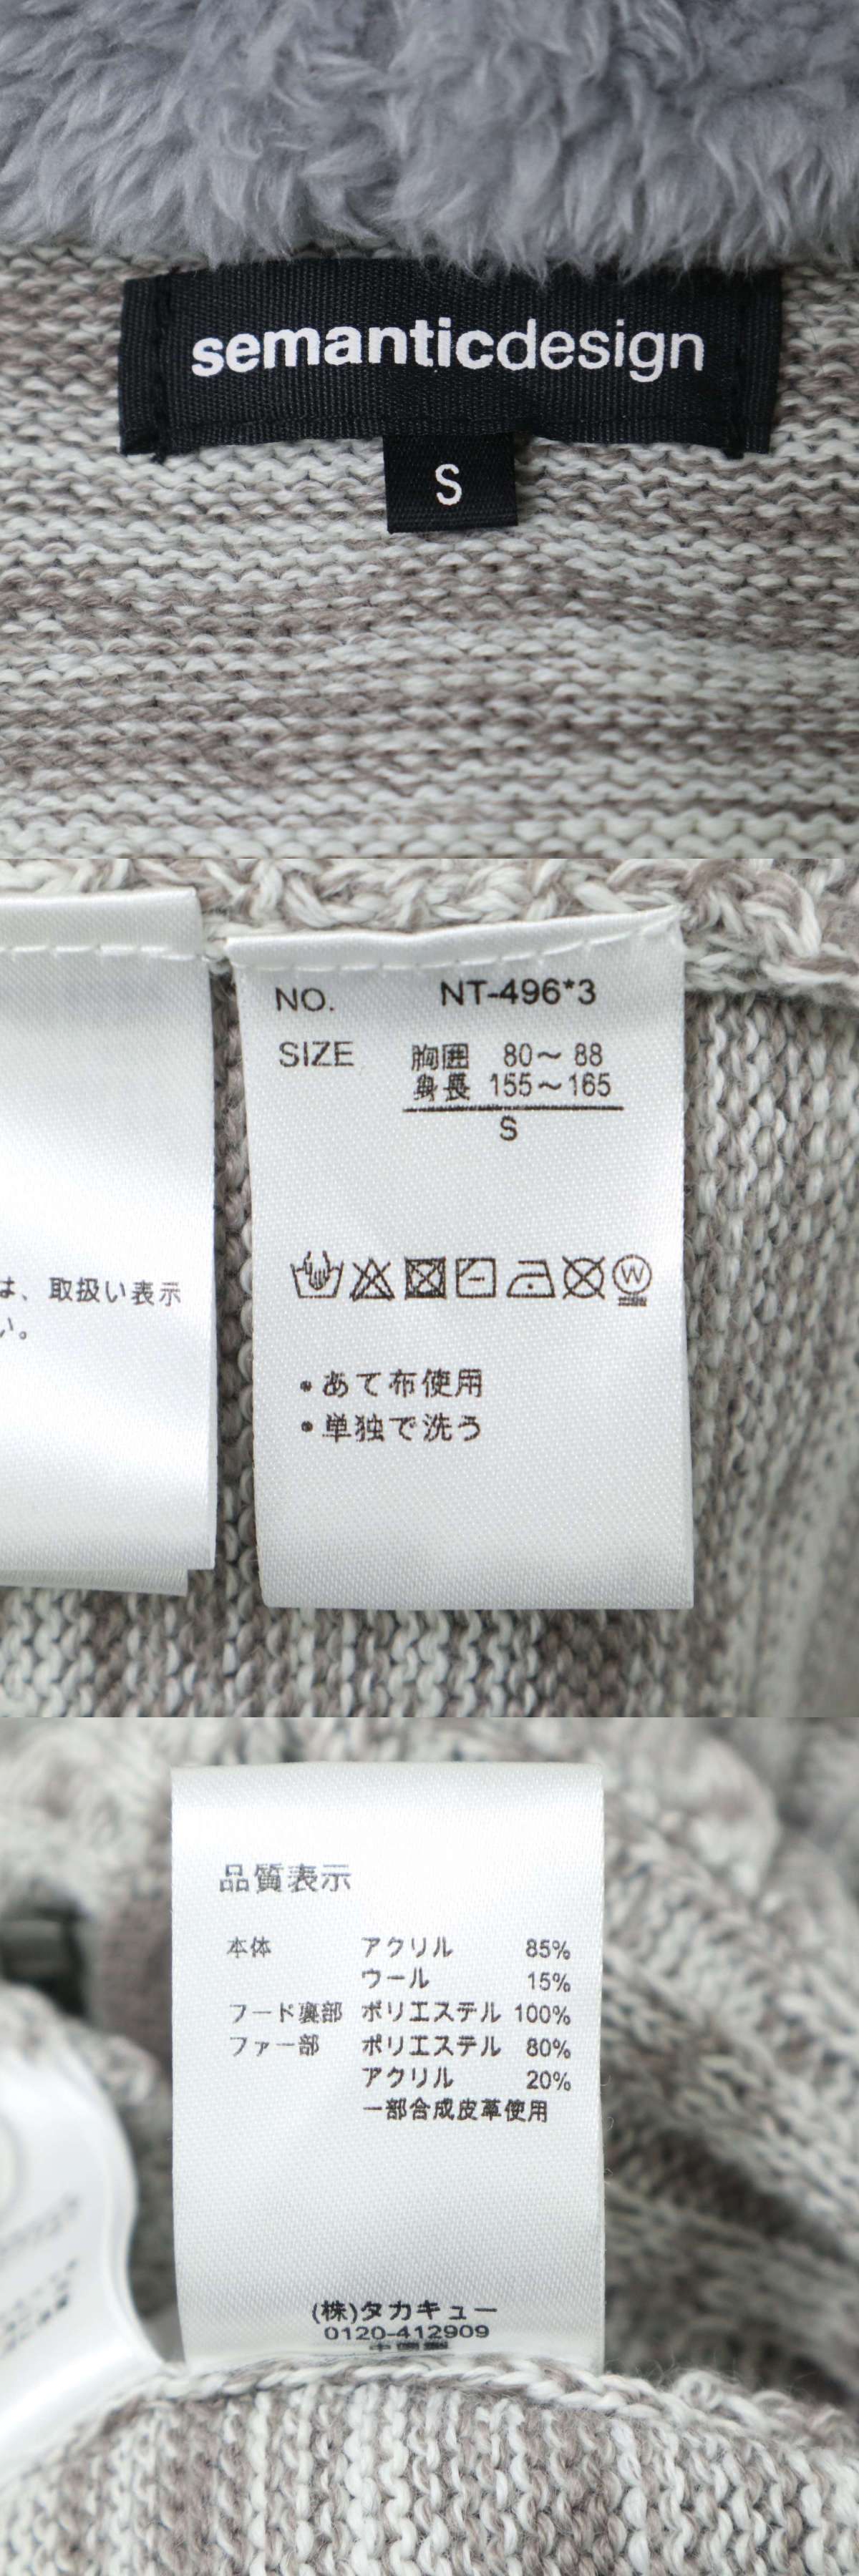 semanticdesign
S
は、取扱い表示
い。
NO. NT-496*3
SIZE 胸囲 80～ 88
身長 155～165
S
W
・あて布使用
・単独で洗う
品質表示
本体 アクリル 85%
ウール 15%
フード裏部 ポリエステル 100%
ファー部 ポリエステル 80%
アクリル 20%
一部合成皮革使用
(株)タカキュー
0120-412909